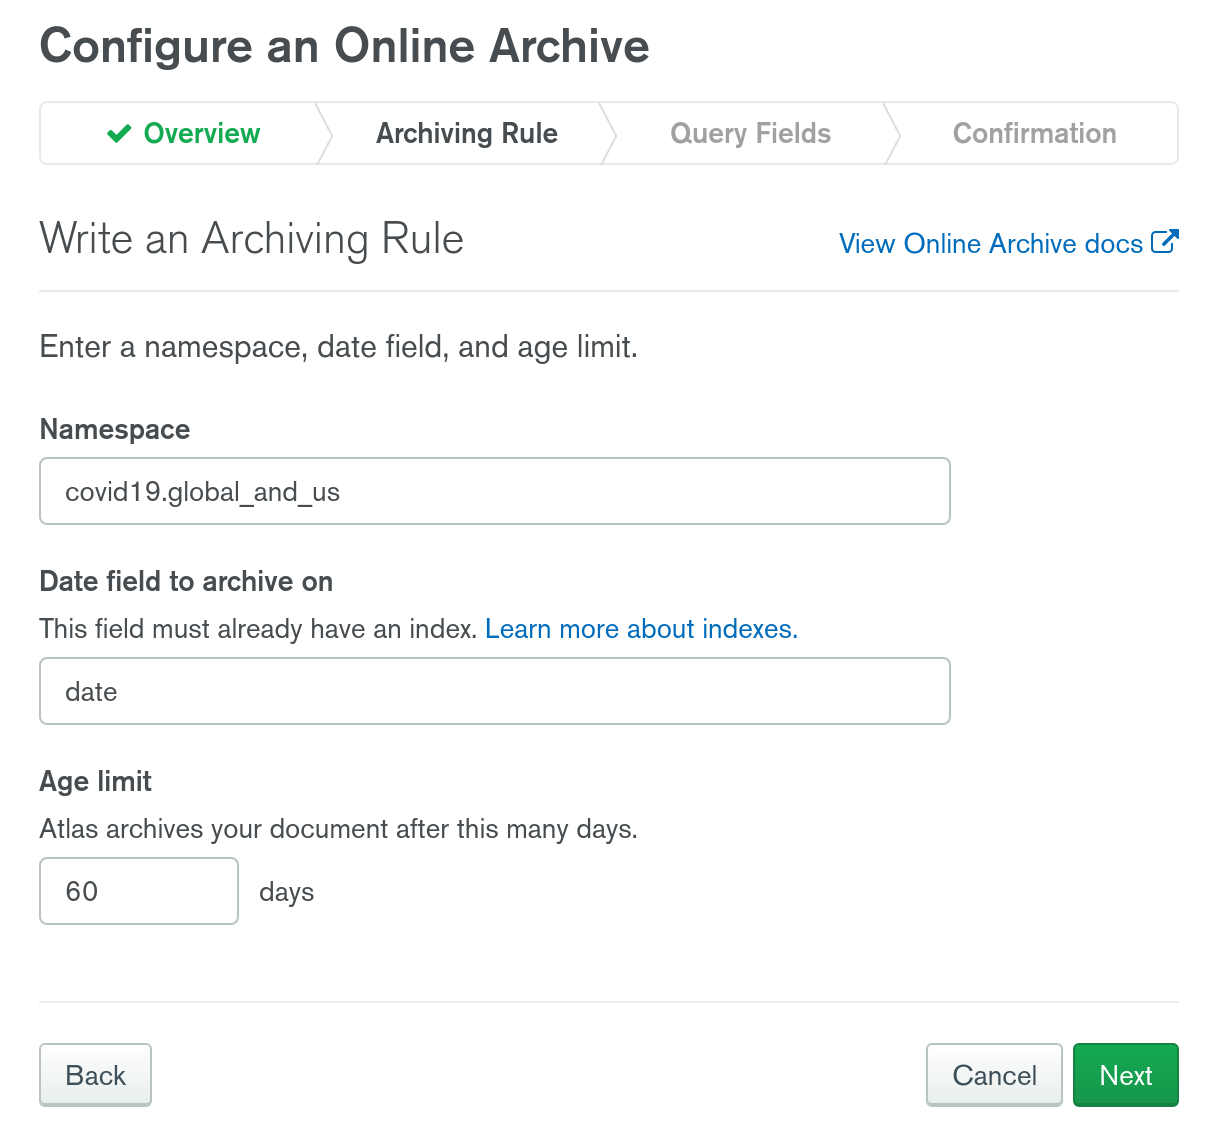 Configure an Online Archive
Overview
Archiving Rule
Query Fields
Confirmation
Write an Archiving Rule
View Online Archive docs
Enter a namespace, date field, and age limit.
Namespace
covid19.global_and_us
Date field to archive on
This field must already have an index. Learn more about indexes.
date
Age limit
Atlas archives your document after this many days.
60 days
Back
Cancel
Next